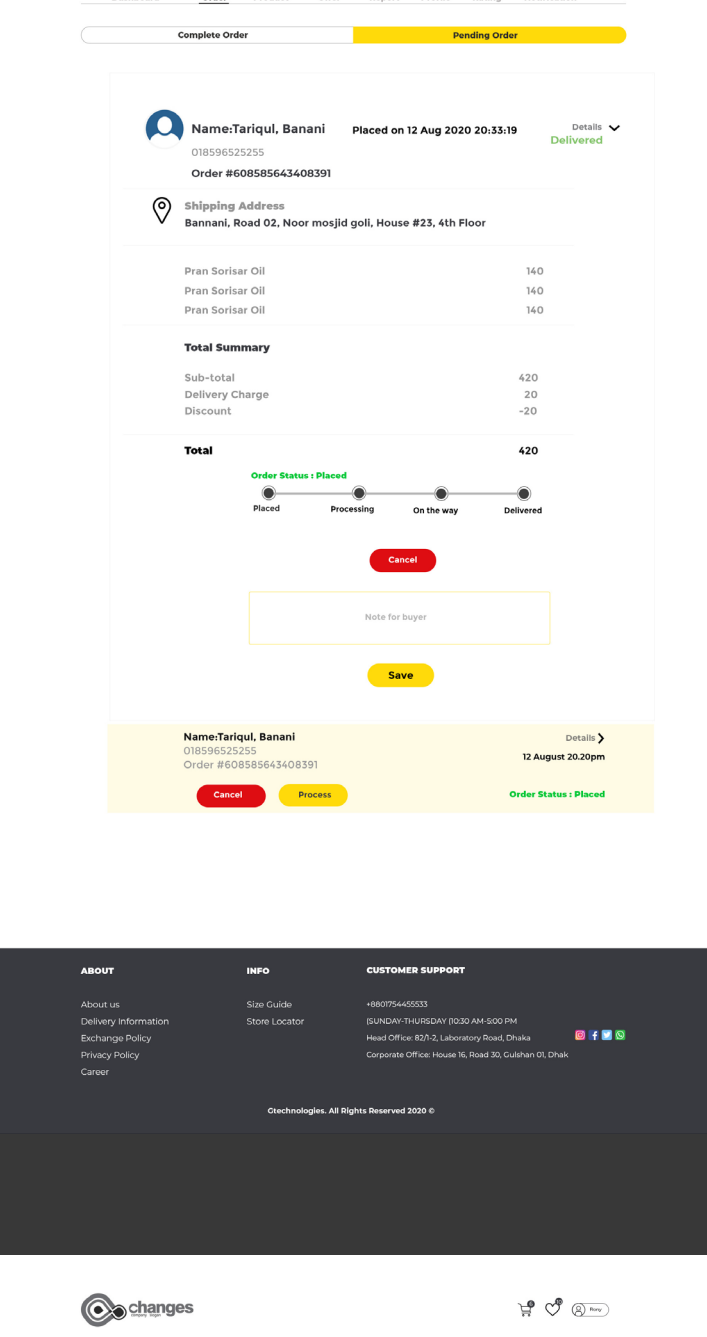 Complete Order
Pending Order
Name:Tariqul, Banani
Placed on 12 Aug 2020 20:33:19
Details
Delivered
018596525255
Order #608585643408391
Shipping Address
Bannani, Road 02, Noor mosjid goli, House #23, 4th Floor
Pran Sorisar Oil 140
Pran Sorisar Oil 140
Pran Sorisar Oil 140
Total Summary
Sub-total 420
Delivery Charge 20
Discount -20
Total 420
Order Status : Placed
Placed Processing On the way Delivered
Cancel
Note for buyer
Save
Name:Tariqul, Banani
Details
018596525255
12 August 20.20pm
Order #608585643408391
Cancel
Process
Order Status : Placed
ABOUT
About us
Delivery Information
Exchange Policy
Privacy Policy
Career
INFO
Size Guide
Store Locator
CUSTOMER SUPPORT
+8801754455533
(SUNDAY-THURSDAY (10:30 AM-5:00 PM
Head Office: 82/1-2, Laboratory Road, Dhaka
Corporate Office: House 16, Road 30, Gulshan 01, Dhak
Gtechnologies. All Rights Reserved 2020 ©
changes
company slogan
Rony